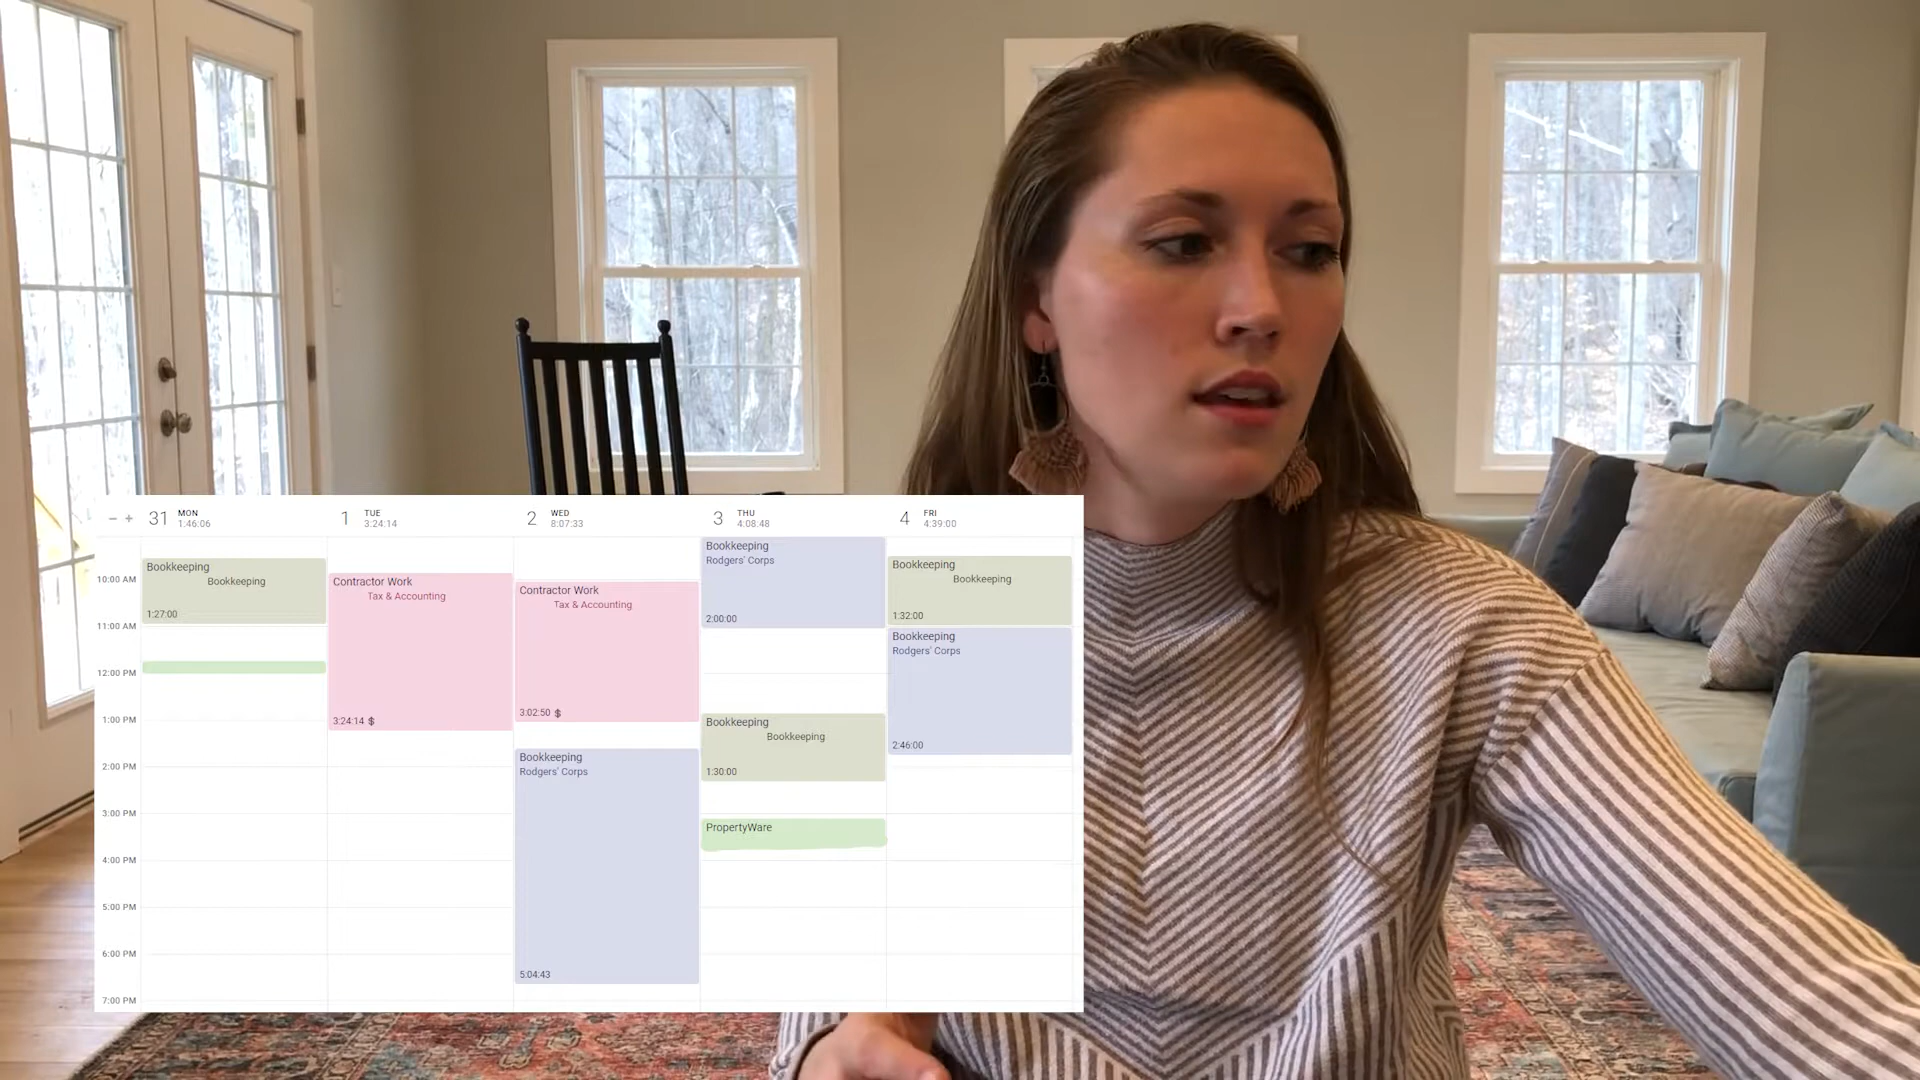 − + 31 MON 1:46:06
1 TUE 3:24:14
2 WED 8:07:33
3 THU 4:08:48
4 FRI 4:39:00
10:00 AM
11:00 AM
12:00 PM
1:00 PM
2:00 PM
3:00 PM
4:00 PM
5:00 PM
6:00 PM
7:00 PM
Bookkeeping
Bookkeeping
1:27:00
Contractor Work
Tax & Accounting
3:24:14 $
Contractor Work
Tax & Accounting
3:02:50 $
Bookkeeping
Rodgers' Corps
5:04:43
Bookkeeping
Rodgers' Corps
2:00:00
Bookkeeping
Bookkeeping
1:30:00
PropertyWare
Bookkeeping
Bookkeeping
1:32:00
Bookkeeping
Rodgers' Corps
2:46:00